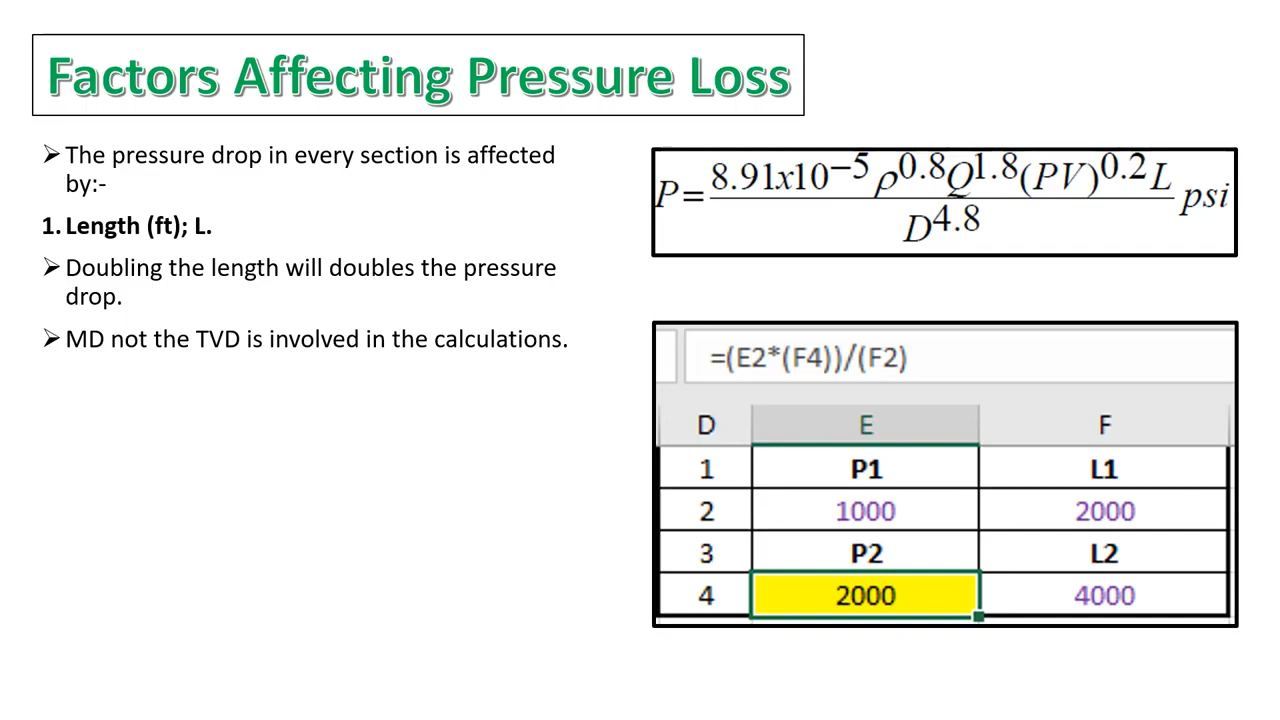 Factors Affecting Pressure Loss
➢ The pressure drop in every section is affected
by:-
1. Length (ft); L.
➢ Doubling the length will doubles the pressure
drop.
➢ MD not the TVD is involved in the calculations.
P = 8.91x10^−5 ρ^0.8 Q^1.8 (PV)^0.2 L / D^4.8 psi
=(E2*(F4))/(F2)
D E F
1 P1 L1
2 1000 2000
3 P2 L2
4 2000 4000